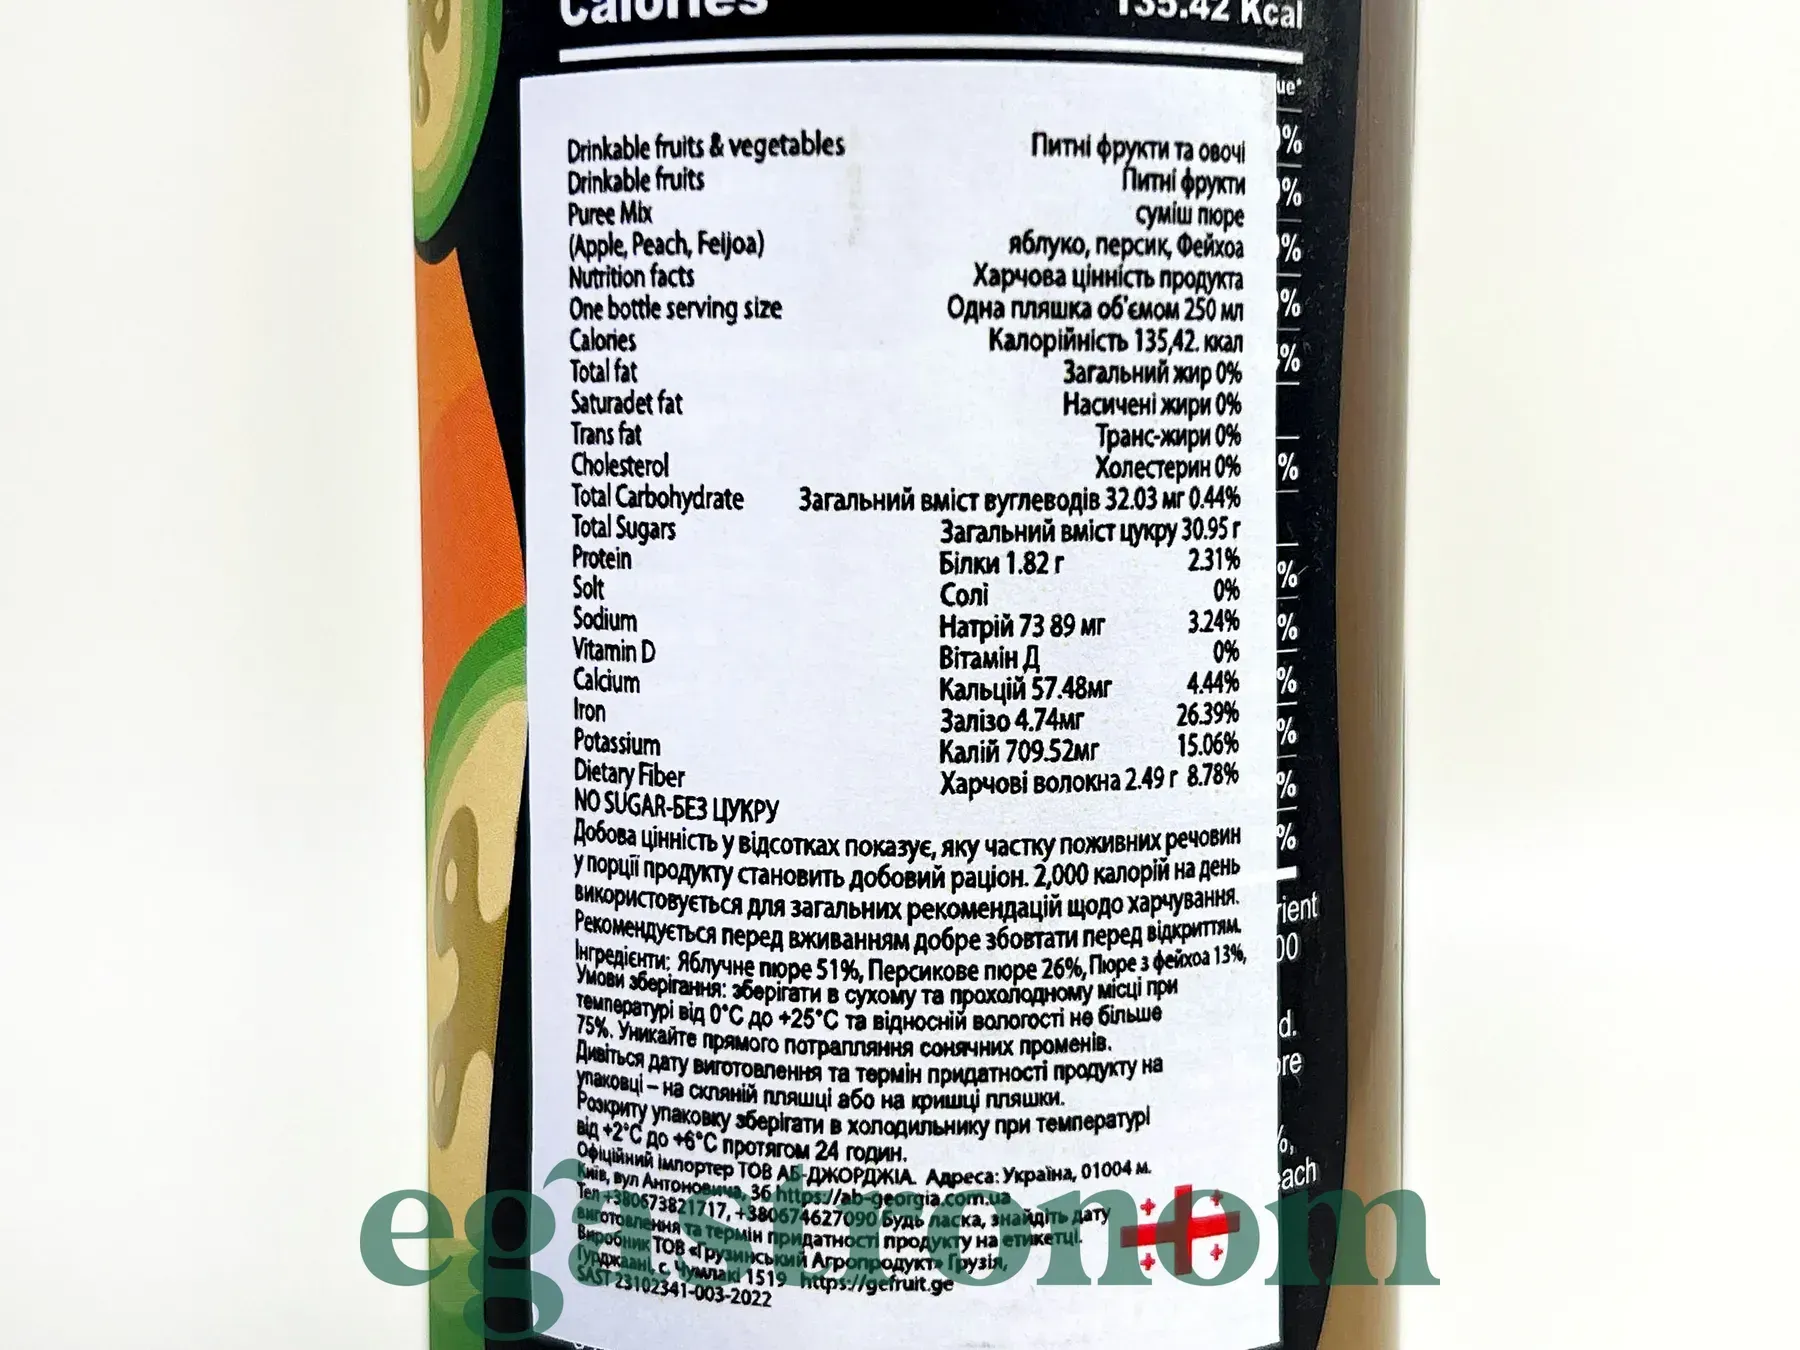 Calories 135.42 Kcal
ue*
Drinkable fruits & vegetables Питні фрукти та овочі
Drinkable fruits Питні фрукти
Puree Mix суміш пюре
(Apple, Peach, Feijoa) яблуко, персик, Фейхоа
Nutrition facts Харчова цінність продукта
One bottle serving size Одна пляшка об'ємом 250 мл
Calories Калорійність 135,42. ккал
Total fat Загальний жир 0%
Saturadet fat Насичені жири 0%
Trans fat Транс-жири 0%
Cholesterol Холестерин 0%
Total Carbohydrate Загальний вміст вуглеводів 32.03 мг 0.44%
Total Sugars Загальний вміст цукру 30.95 г
Protein Білки 1.82 г 2.31%
Solt Солі 0%
Sodium Натрій 73 89 мг 3.24%
Vitamin D Вітамін Д 0%
Calcium Кальцій 57.48мг 4.44%
Iron Залізо 4.74мг 26.39%
Potassium Калій 709.52мг 15.06%
Dietary Fiber Харчові волокна 2.49 г 8.78%
NO SUGAR-БЕЗ ЦУКРУ
Добова цінність у відсотках показує, яку частку поживних речовин
у порції продукту становить добовий раціон. 2,000 калорій на день
використовується для загальних рекомендацій щодо харчування.
Рекомендується перед вживанням добре збовтати перед відкриттям.
Інгредієнти: Яблучне пюре 51%, Персикове пюре 26%, Пюре з фейхоа 13%,
Умови зберігання: зберігати в сухому та прохолодному місці при
температурі від 0°C до +25°C та відносній вологості не більше
75%. Уникайте прямого потрапляння сонячних променів.
Дивіться дату виготовлення та термін придатності продукту на
упаковці – на скляній пляшці або на кришці пляшки.
Розкриту упаковку зберігати в холодильнику при температурі
від +2°C до +6°C протягом 24 годин.
Офіційний імпортер ТОВ АБ-ДЖОРДЖІА. Адреса: Україна, 01004 м.
Київ, вул Антоновича, 36 https://ab-georgia.com.ua
Тел +380673821717, +380674627090 Будь ласка, знайдіть дату
виготовлення та термін придатності продукту на етикетці.
Виробник ТОВ «Грузинський Агропродукт» Грузія,
Гурджаані, с. Чумлакі 1519 https://gefruit.ge
SAST 23102341-003-2022
egastronom